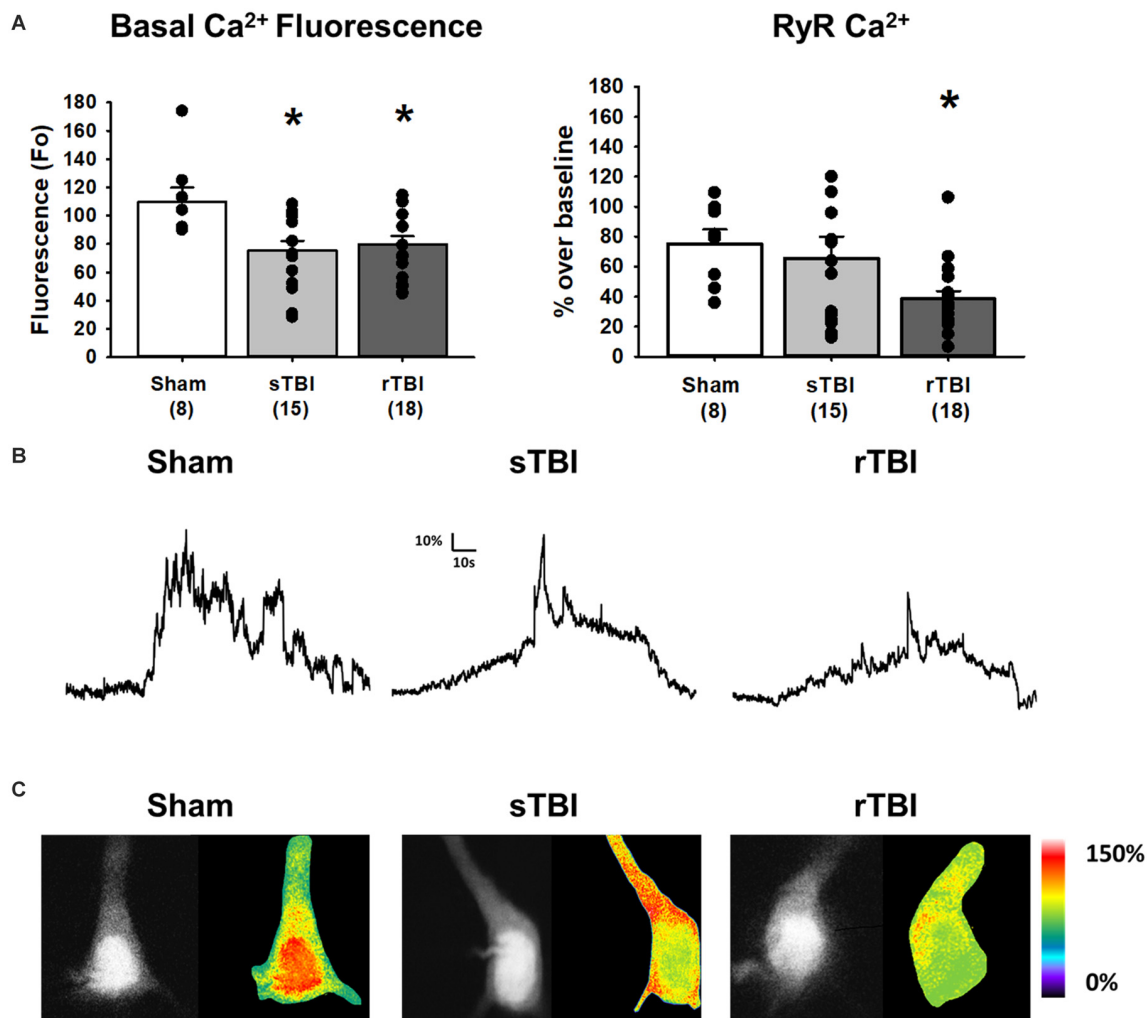 A
Basal Ca²⁺ Fluorescence
RyR Ca²⁺
Fluorescence (Fo)
180
160
140
120
100
80
60
40
20
0
*
*
Sham
(8)
sTBI
(15)
rTBI
(18)
% over baseline
180
160
140
120
100
80
60
40
20
0
*
Sham
(8)
sTBI
(15)
rTBI
(18)
B
Sham
sTBI
rTBI
10%
10s
C
Sham
sTBI
rTBI
150%
0%